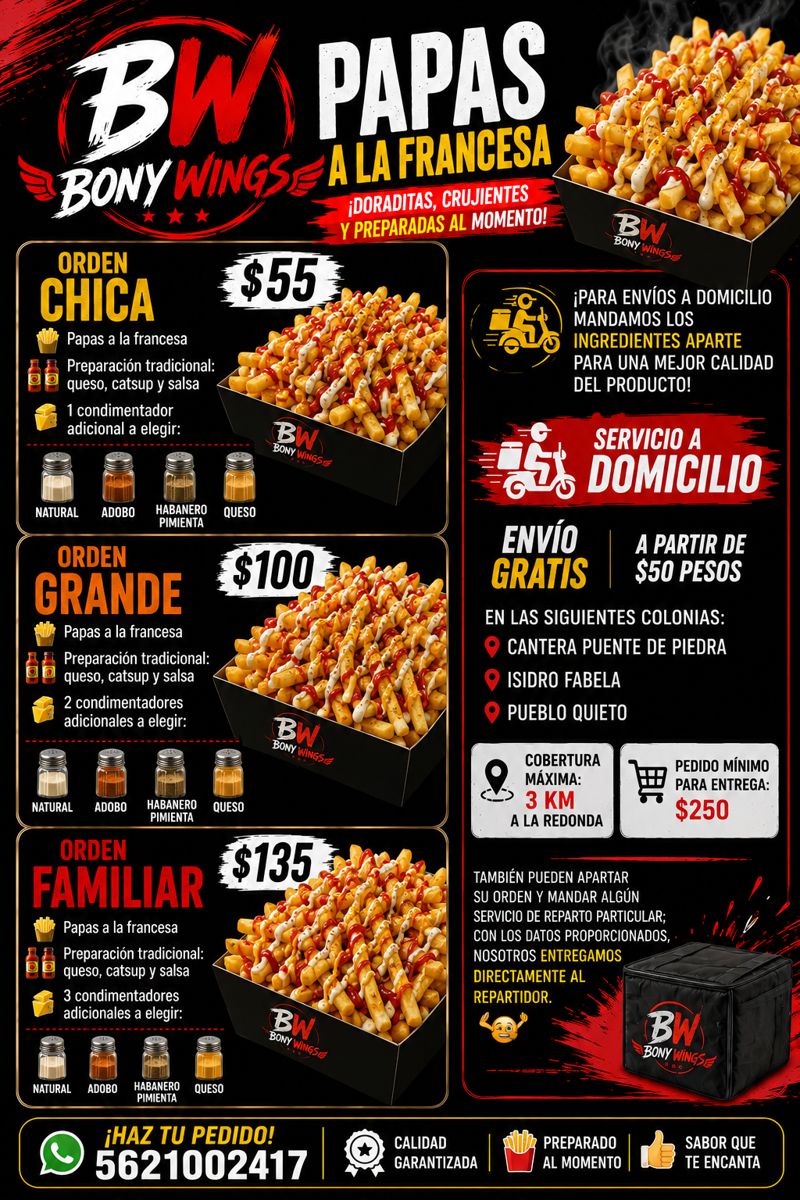 BW
BONY WINGS
PAPAS
A LA FRANCESA
¡DORADITAS, CRUJIENTES
Y PREPARADAS AL MOMENTO!
BW
BONY WINGS
ORDEN
CHICA
$55
Papas a la francesa
Preparación tradicional:
queso, catsup y salsa
1 condimentador
adicional a elegir:
NATURAL
ADOBO
HABANERO
PIMIENTA
QUESO
BW
BONY WINGS
ORDEN
GRANDE
$100
Papas a la francesa
Preparación tradicional:
queso, catsup y salsa
2 condimentadores
adicionales a elegir:
NATURAL
ADOBO
HABANERO
PIMIENTA
QUESO
BW
BONY WINGS
ORDEN
FAMILIAR
$135
Papas a la francesa
Preparación tradicional:
queso, catsup y salsa
3 condimentadores
adicionales a elegir:
NATURAL
ADOBO
HABANERO
PIMIENTA
QUESO
BW
BONY WINGS
¡PARA ENVÍOS A DOMICILIO
MANDAMOS LOS
INGREDIENTES APARTE
PARA UNA MEJOR CALIDAD
DEL PRODUCTO!
SERVICIO A
DOMICILIO
ENVÍO
GRATIS
A PARTIR DE
$50 PESOS
EN LAS SIGUIENTES COLONIAS:
CANTERA PUENTE DE PIEDRA
ISIDRO FABELA
PUEBLO QUIETO
COBERTURA
MÁXIMA:
3 KM
A LA REDONDA
PEDIDO MÍNIMO
PARA ENTREGA:
$250
TAMBIÉN PUEDEN APARTAR
SU ORDEN Y MANDAR ALGÚN
SERVICIO DE REPARTO PARTICULAR;
CON LOS DATOS PROPORCIONADOS,
NOSOTROS ENTREGAMOS
DIRECTAMENTE AL
REPARTIDOR.
BW
BONY WINGS
¡HAZ TU PEDIDO!
5621002417
CALIDAD
GARANTIZADA
PREPARADO
AL MOMENTO
SABOR QUE
TE ENCANTA